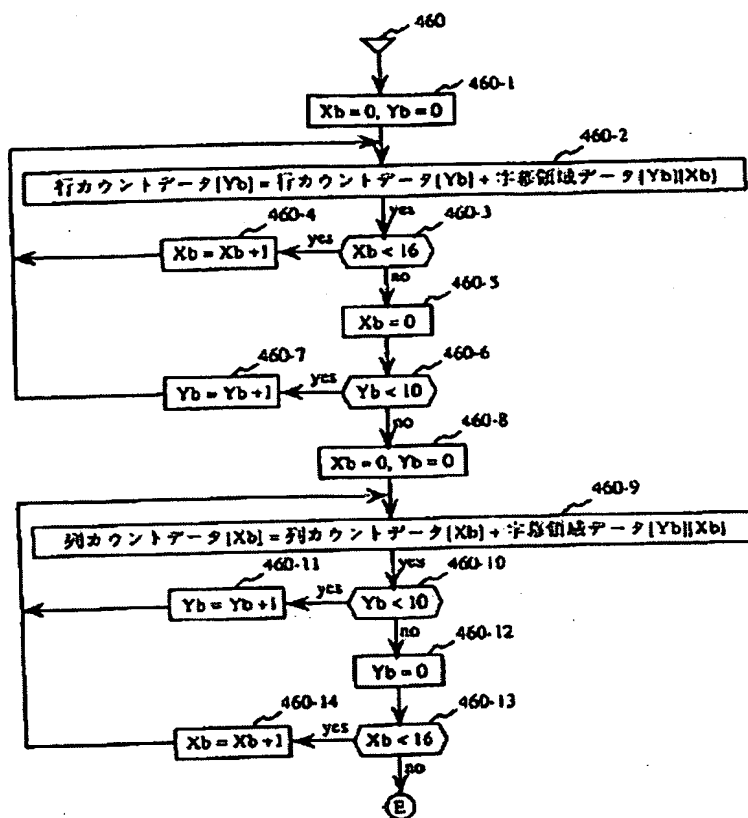 460
460-1
Xb=0, Yb=0
460-2
行カウントデータ[Yb] = 行カウントデータ[Yb] + 字幕領域データ[Yb][Xb]
yes
460-3
460-4
Xb < 16
yes
Xb = Xb+1
no
460-5
Xb=0
460-6
460-7
Yb < 10
yes
Yb = Yb+1
no
460-8
Xb=0, Yb=0
460-9
列カウントデータ[Xb] = 列カウントデータ[Xb] + 字幕領域データ[Yb][Xb]
yes
460-10
460-11
Yb < 10
yes
Yb = Yb+1
no
460-12
Yb=0
460-13
460-14
Xb < 16
yes
Xb = Xb+1
no
E